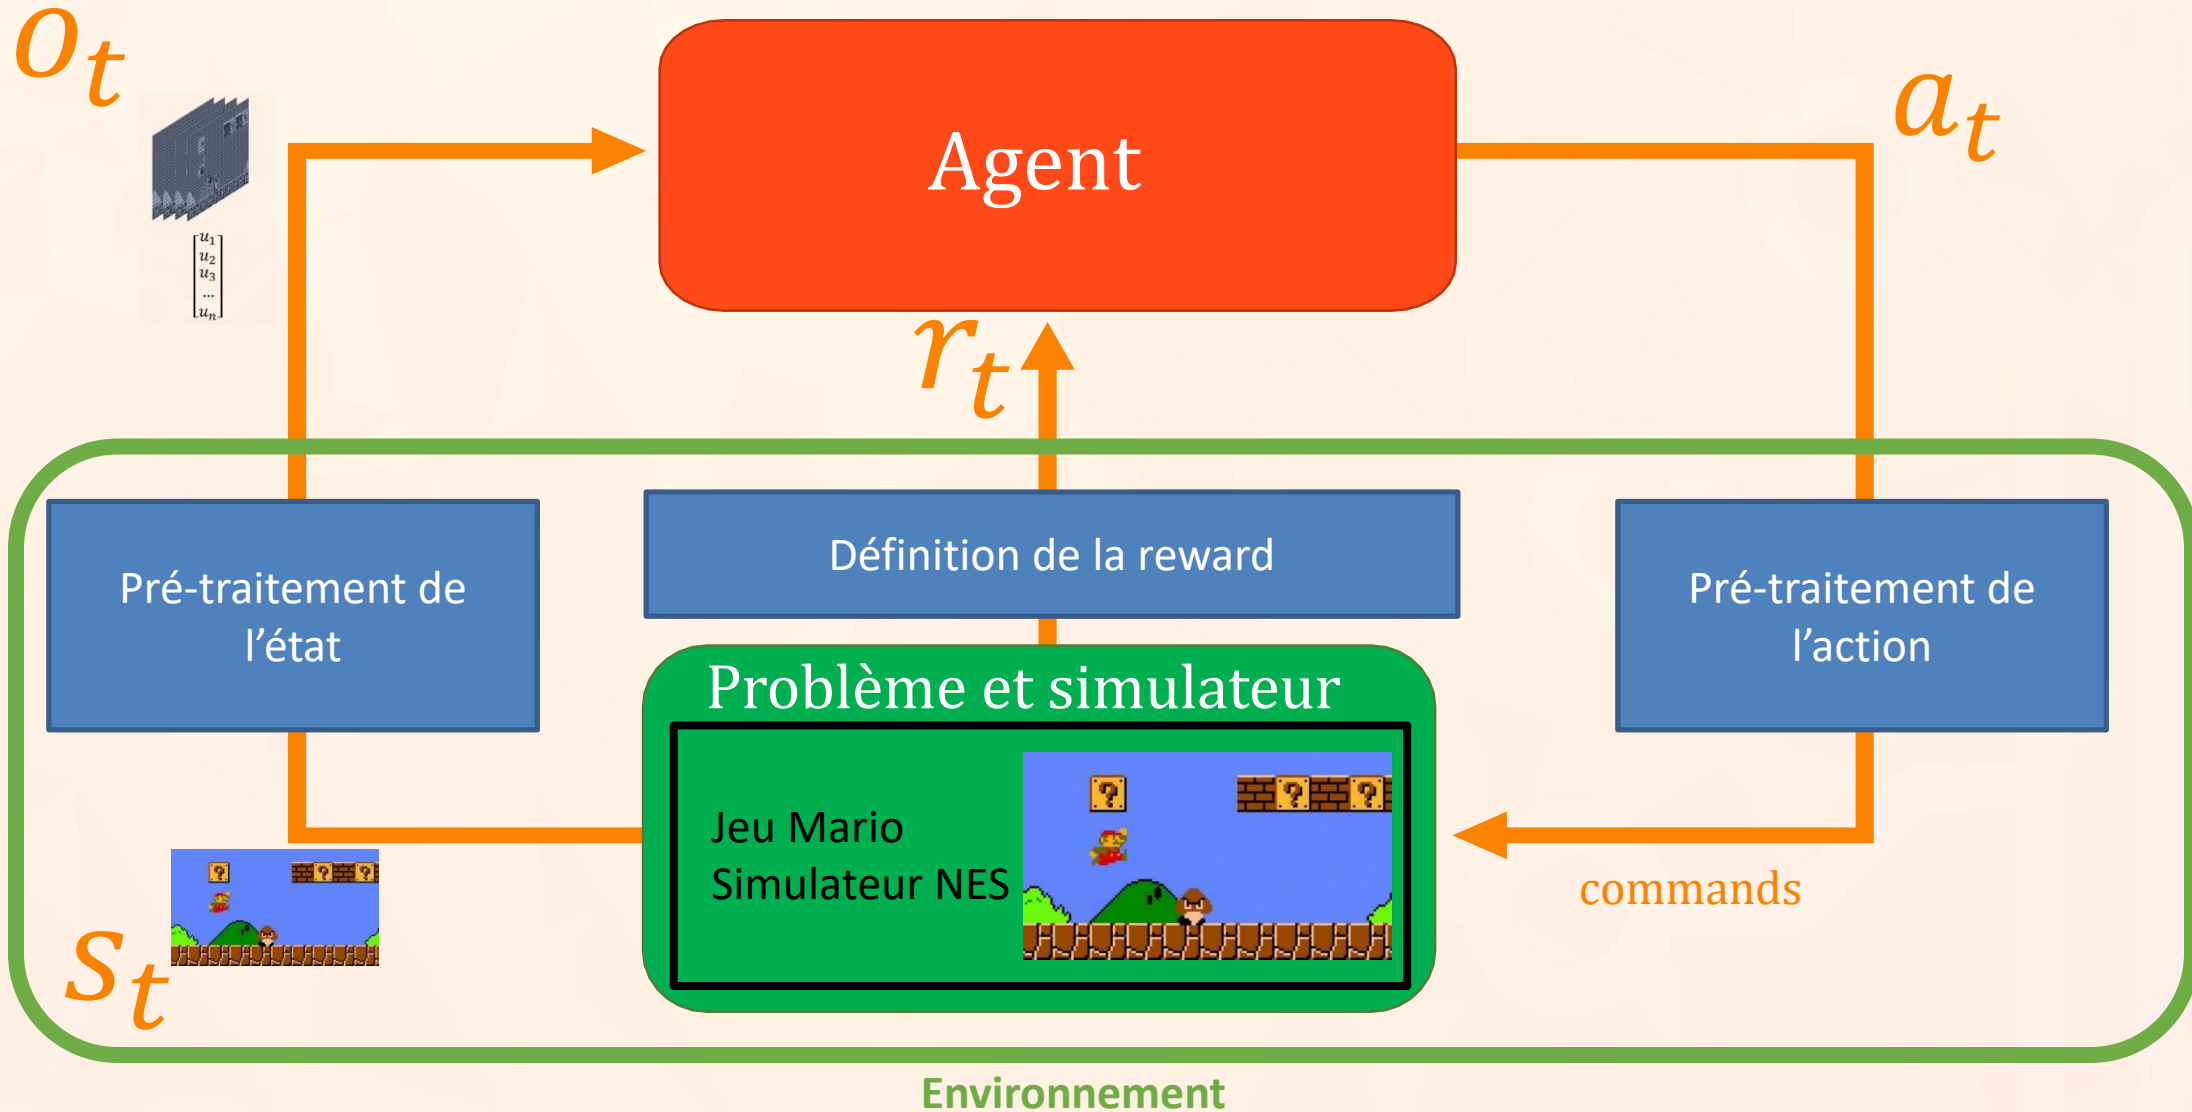 o_t
a_t
Agent
u_1
u_2
u_3
...
u_n
r_t
Définition de la reward
Pré-traitement de
l’état
Pré-traitement de
l’action
Problème et simulateur
Jeu Mario
Simulateur NES
?
? ?
?
? ?
commands
s_t
Environnement